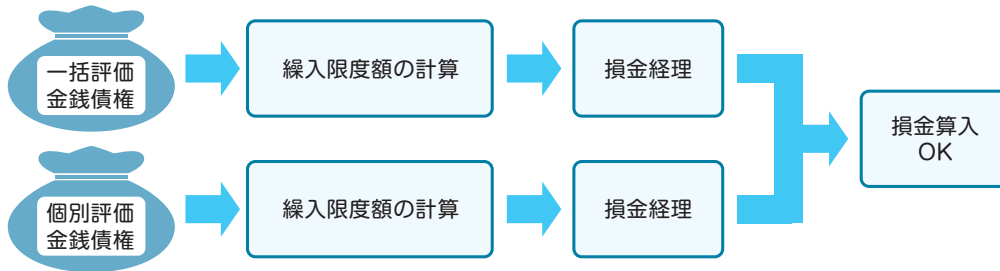 一括評価
金銭債権
繰入限度額の計算
損金経理
個別評価
金銭債権
繰入限度額の計算
損金経理
損金算入
OK